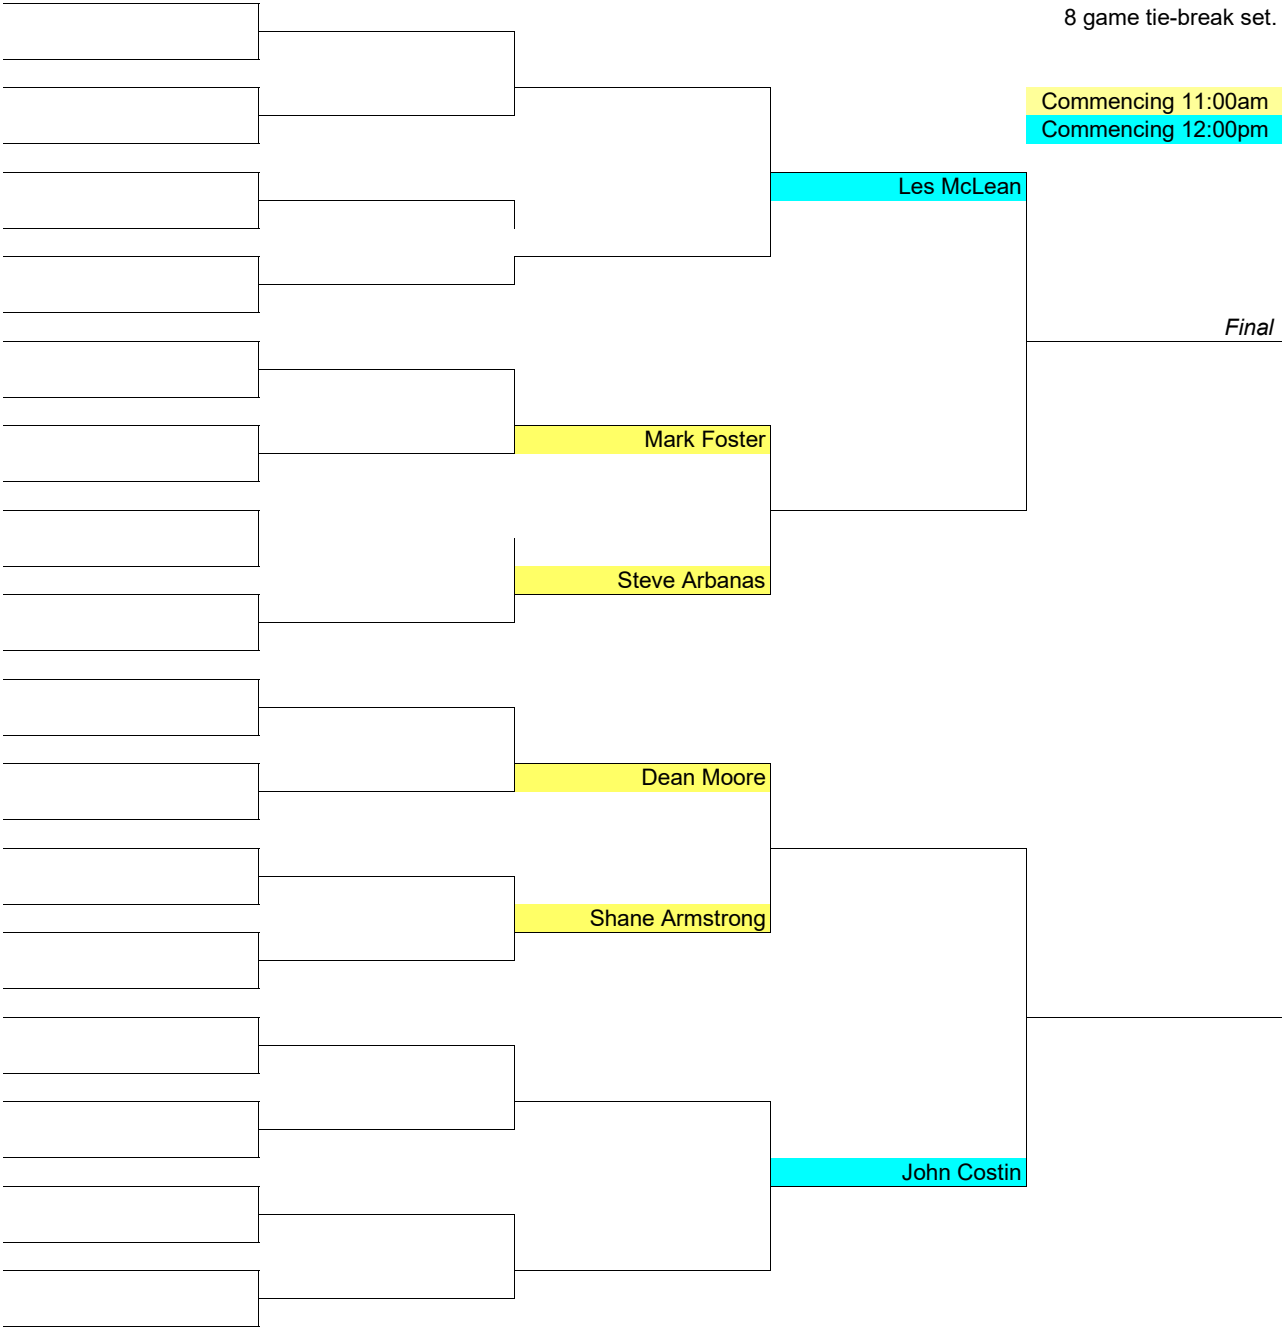 8 game tie-break set.
Commencing 11:00am
Commencing 12:00pm
Les McLean
Final
Mark Foster
Steve Arbanas
Dean Moore
Shane Armstrong
John Costin